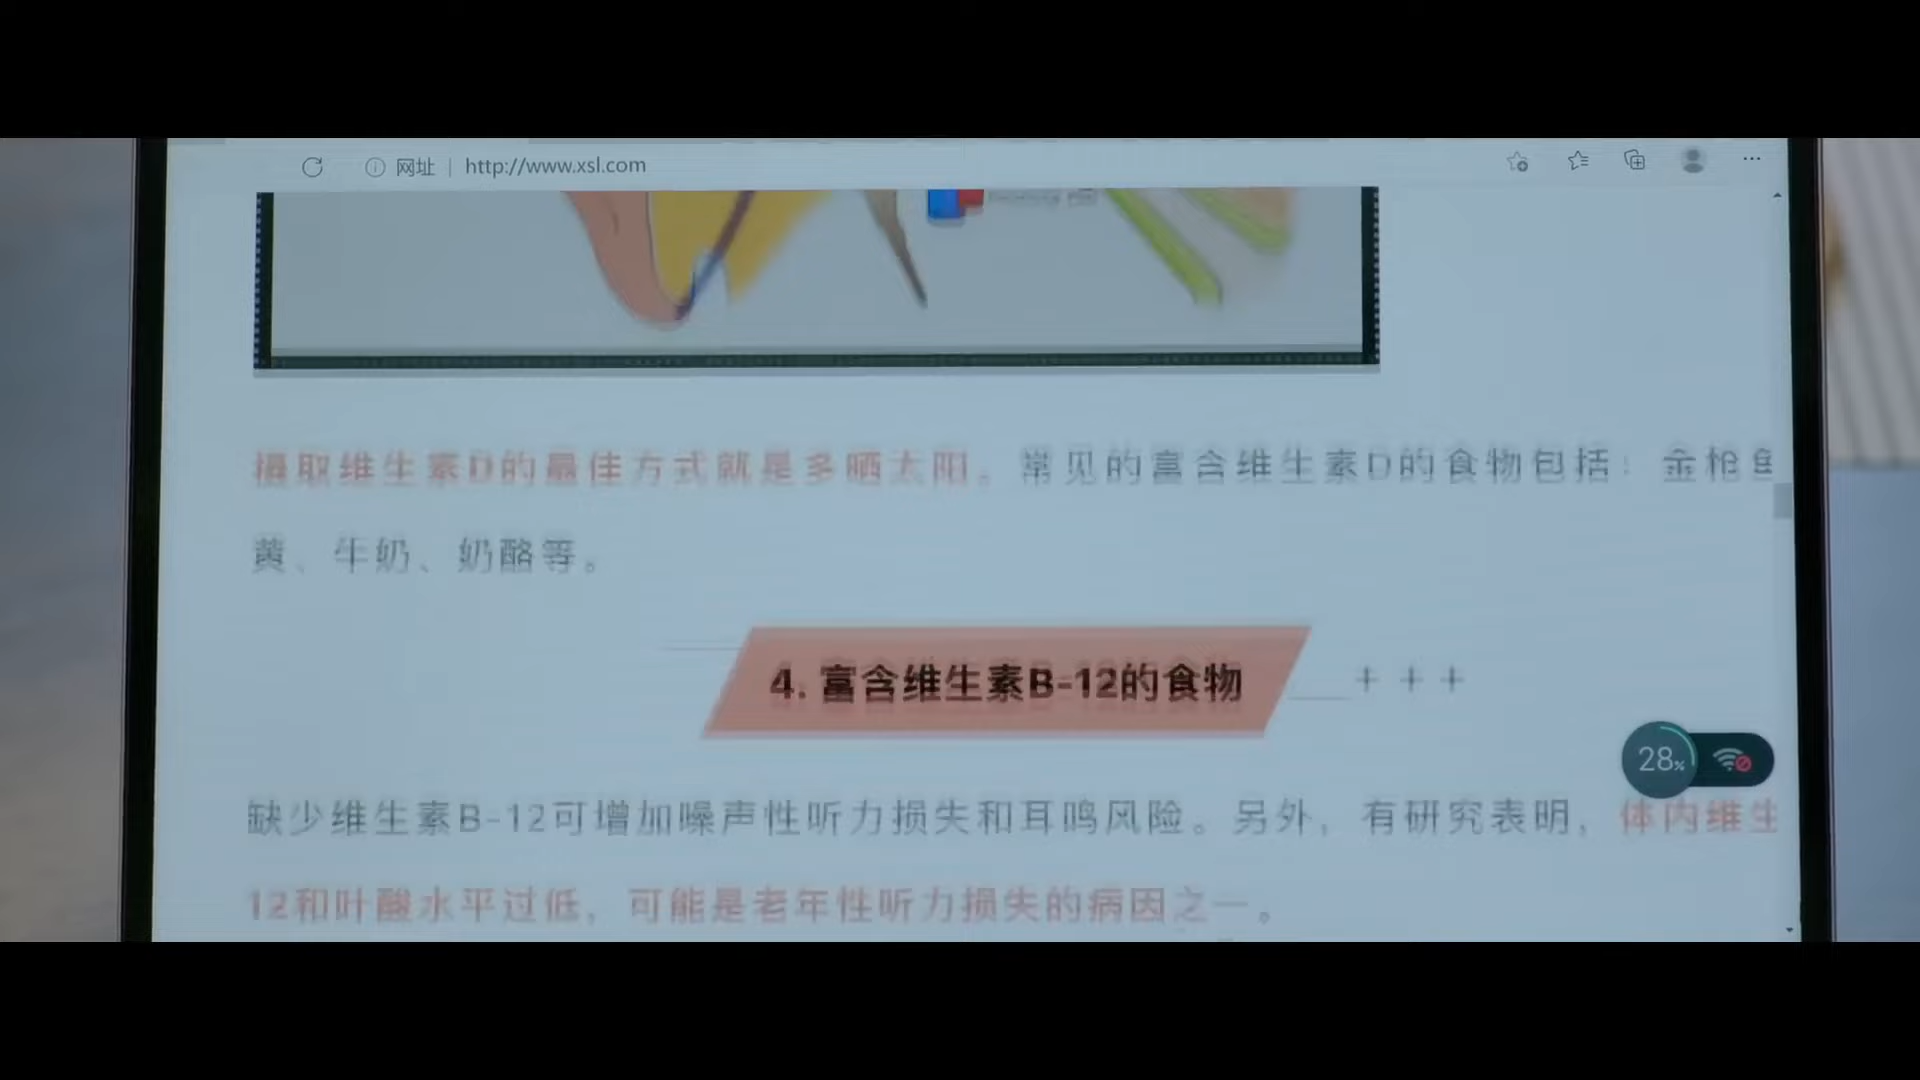 网址 | http://www.xsl.com
摄取维生素D的最佳方式就是多晒太阳。常见的富含维生素D的食物包括：金枪鱼
黄、牛奶、奶酪等。
4. 富含维生素B-12的食物
+ + +
28%
缺少维生素B-12可增加噪声性听力损失和耳鸣风险。另外，有研究表明，体内维生
12和叶酸水平过低，可能是老年性听力损失的病因之一。